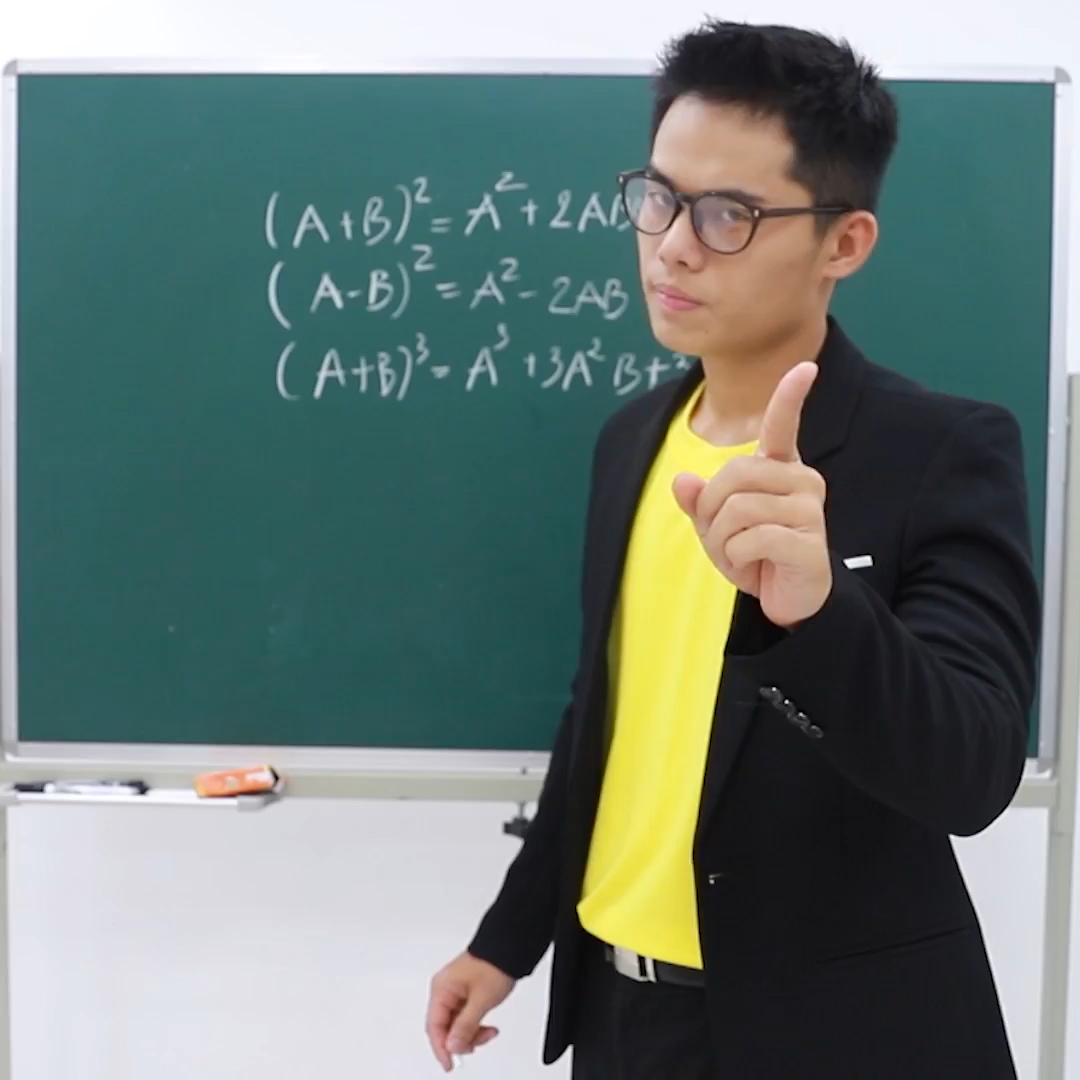 (A+B)² = A² + 2AB
(A-B)² = A² - 2AB
(A+B)³ = A³ + 3A²B +